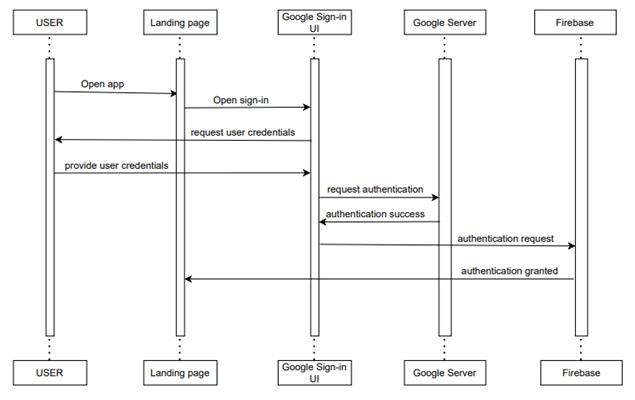 USER
Landing page
Google Sign-in
UI
Google Server
Firebase
Open app
Open sign-in
request user credentials
provide user credentials
request authentication
authentication success
authentication request
authentication granted
USER
Landing page
Google Sign-in
UI
Google Server
Firebase